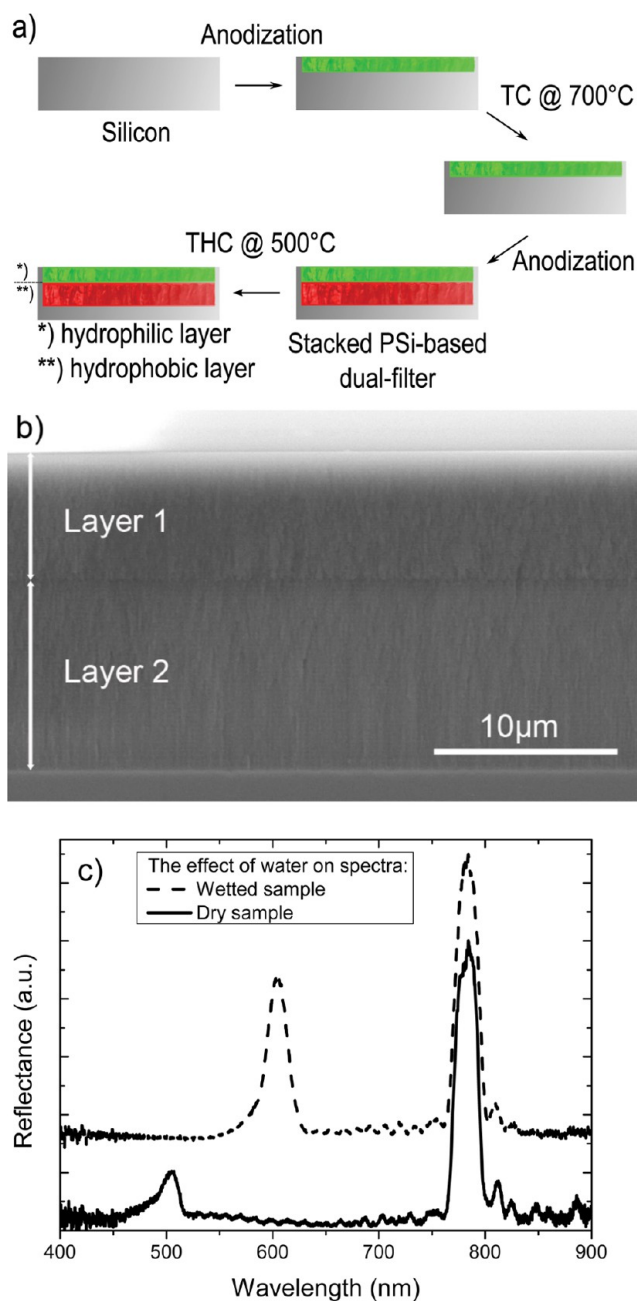 a)
Anodization
Silicon
TC @ 700°C
Anodization
THC @ 500°C
*)
**)
*) hydrophilic layer
**) hydrophobic layer
Stacked PSi-based
dual-filter
b)
Layer 1
Layer 2
10µm
c)
The effect of water on spectra:
Wetted sample
Dry sample
Reflectance (a.u.)
400 500 600 700 800 900
Wavelength (nm)